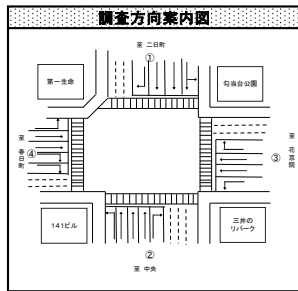 調査方向案内図
至 二日町
①
第一生命
勾当台公園
至 春日町
④
③
至 花京院
141ビル
三井のリパーク
②
至 中央